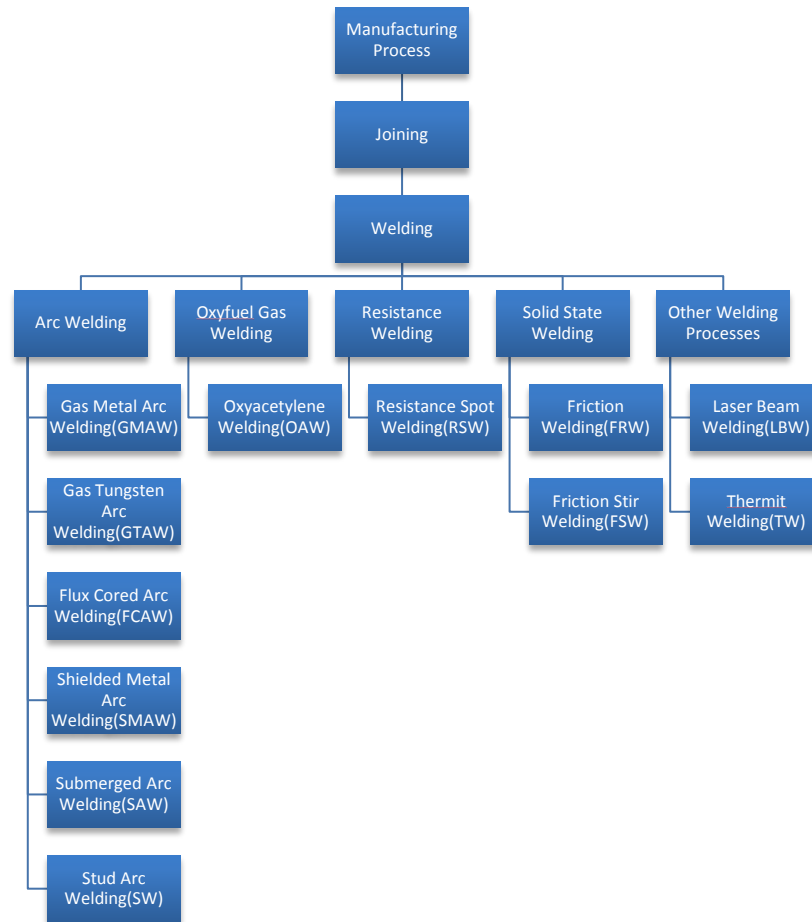 Manufacturing
Process
Joining
Welding
Arc Welding
Oxyfuel Gas
Welding
Resistance
Welding
Solid State
Welding
Other Welding
Processes
Gas Metal Arc
Welding(GMAW)
Oxyacetylene
Welding(OAW)
Resistance Spot
Welding(RSW)
Friction
Welding(FRW)
Laser Beam
Welding(LBW)
Gas Tungsten
Arc
Welding(GTAW)
Friction Stir
Welding(FSW)
Thermit
Welding(TW)
Flux Cored Arc
Welding(FCAW)
Shielded Metal
Arc
Welding(SMAW)
Submerged Arc
Welding(SAW)
Stud Arc
Welding(SW)